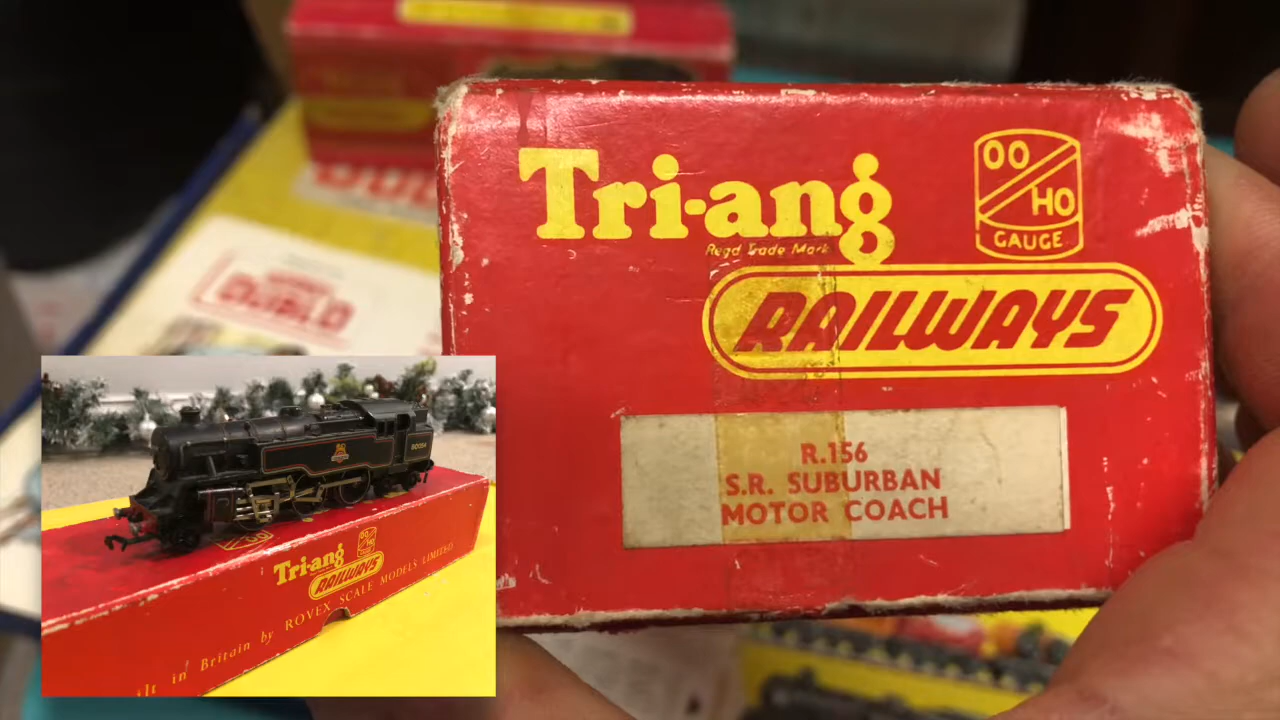 Tri-ang
Regd Trade Mark
OO
HO
GAUGE
RAILWAYS
R.156
S.R. SUBURBAN
MOTOR COACH
DUBLO
Tri-ang
RAILWAYS
in Britain by ROVEX SCALE MODELS LIMITED